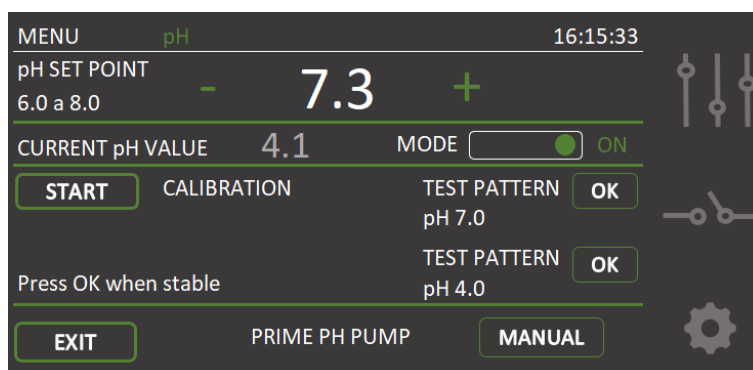 MENU pH 16:15:33
pH SET POINT
6.0 a 8.0
- 7.3 +
CURRENT pH VALUE 4.1 MODE ON
START CALIBRATION TEST PATTERN OK
pH 7.0
TEST PATTERN OK
Press OK when stable pH 4.0
EXIT PRIME PH PUMP MANUAL